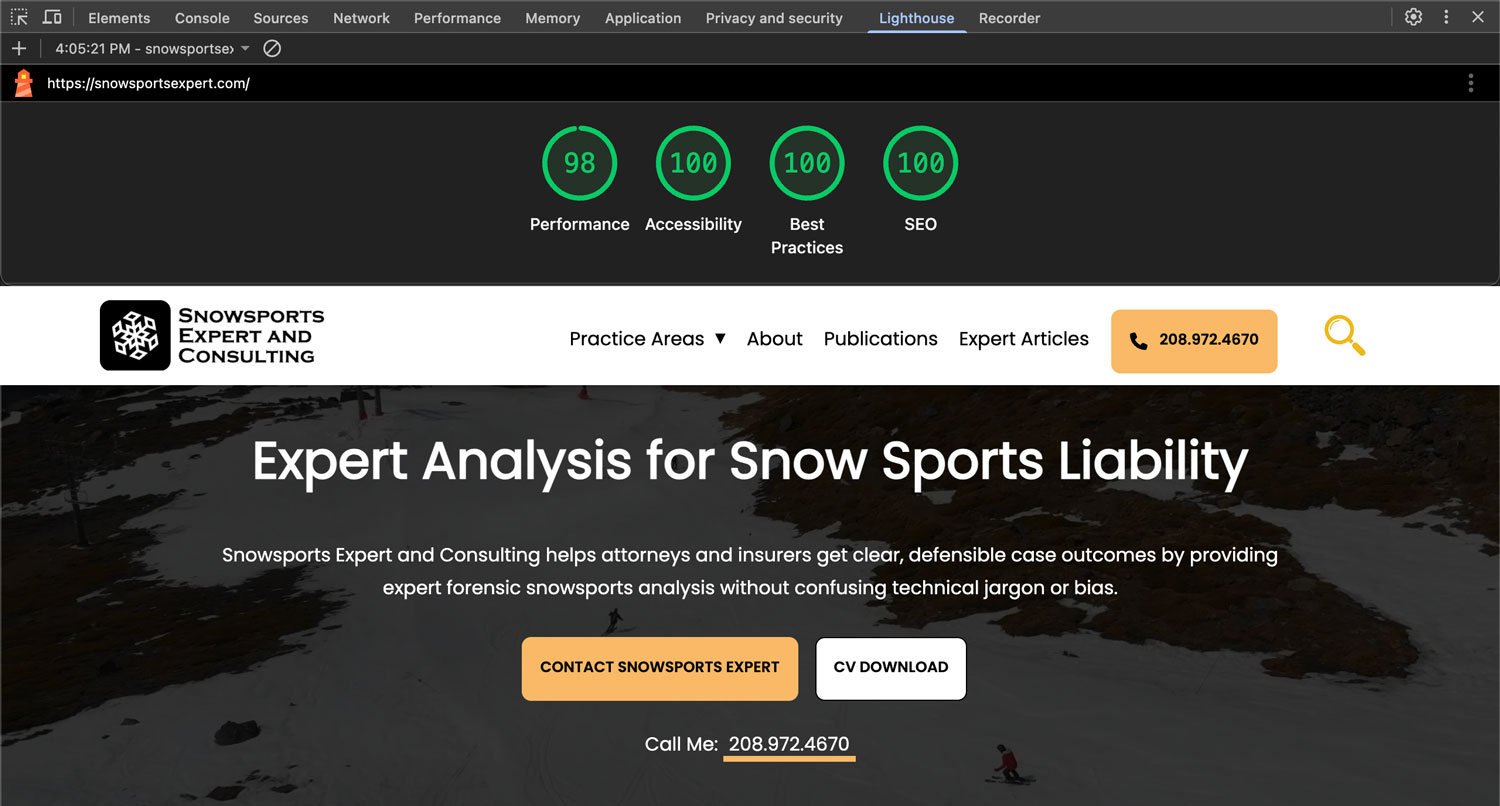 Elements Console Sources Network Performance Memory Application Privacy and security Lighthouse Recorder
4:05:21 PM - snowsportsex
https://snowsportsexpert.com/
98 100 100 100
Performance Accessibility Best Practices SEO
SNOWSPORTS
EXPERT AND
CONSULTING
Practice Areas ▼ About Publications Expert Articles 208.972.4670
Expert Analysis for Snow Sports Liability
Snowsports Expert and Consulting helps attorneys and insurers get clear, defensible case outcomes by providing
expert forensic snowsports analysis without confusing technical jargon or bias.
CONTACT SNOWSPORTS EXPERT CV DOWNLOAD
Call Me: 208.972.4670